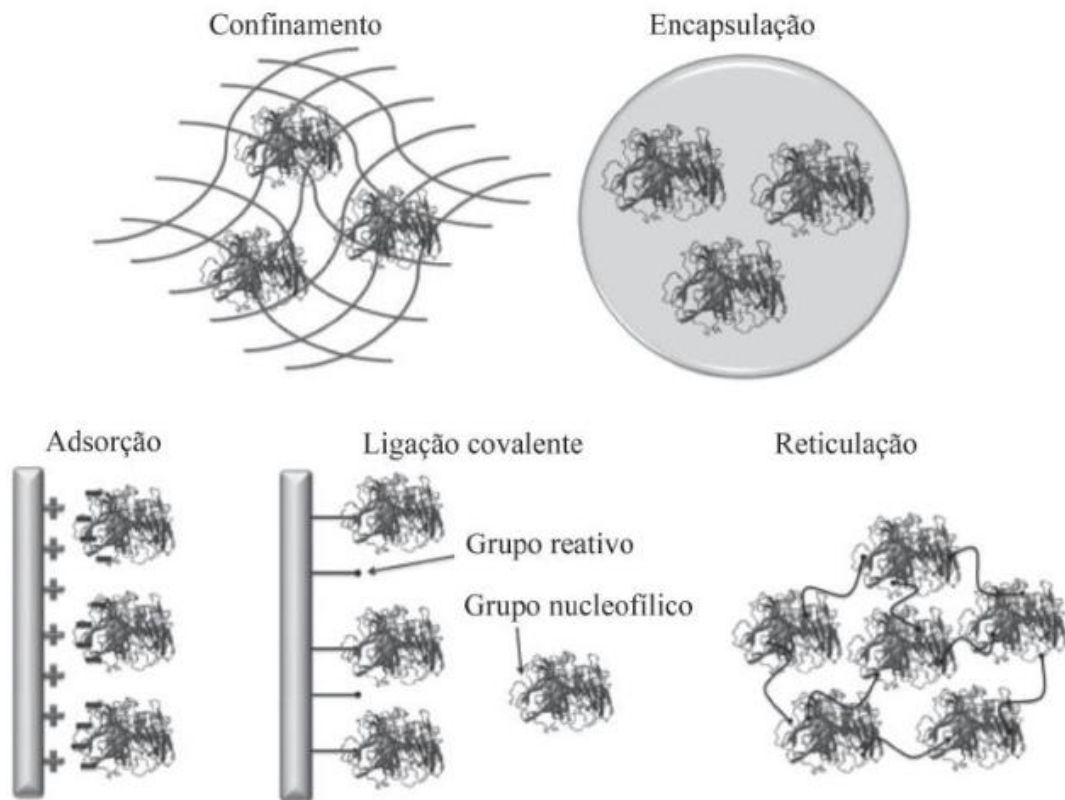 Confinamento
Encapsulação
Adsorção
Ligação covalente
Reticulação
Grupo reativo
Grupo nucleofílico